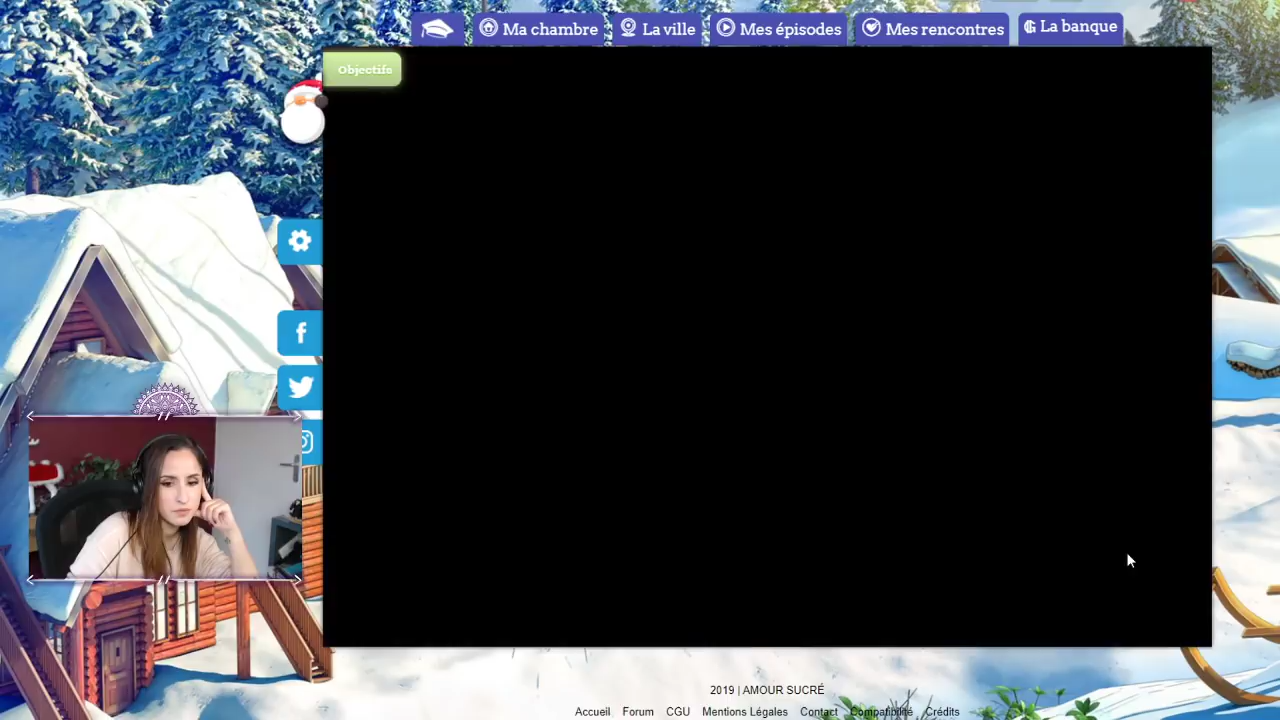 Ma chambre
La ville
Mes épisodes
Mes rencontres
La banque
Objectifs
2019 | AMOUR SUCRÉ
Accueil Forum CGU Mentions Légales Contact Compatibilité Crédits